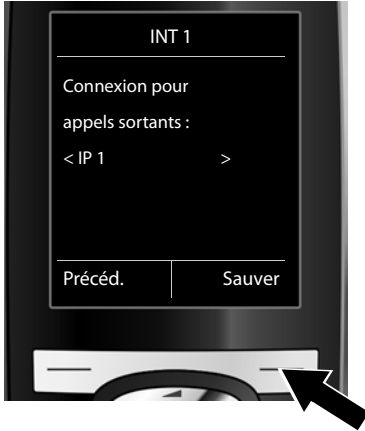 INT 1
Connexion pour
appels sortants :
< IP 1 >
Précéd. Sauver